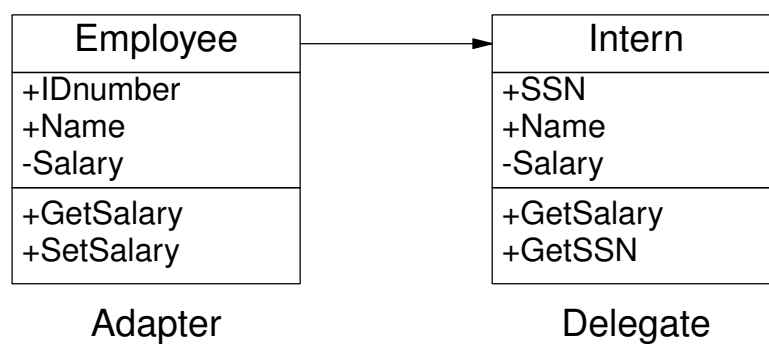 Employee
+IDnumber
+Name
-Salary
+GetSalary
+SetSalary
Adapter
Intern
+SSN
+Name
-Salary
+GetSalary
+GetSSN
Delegate